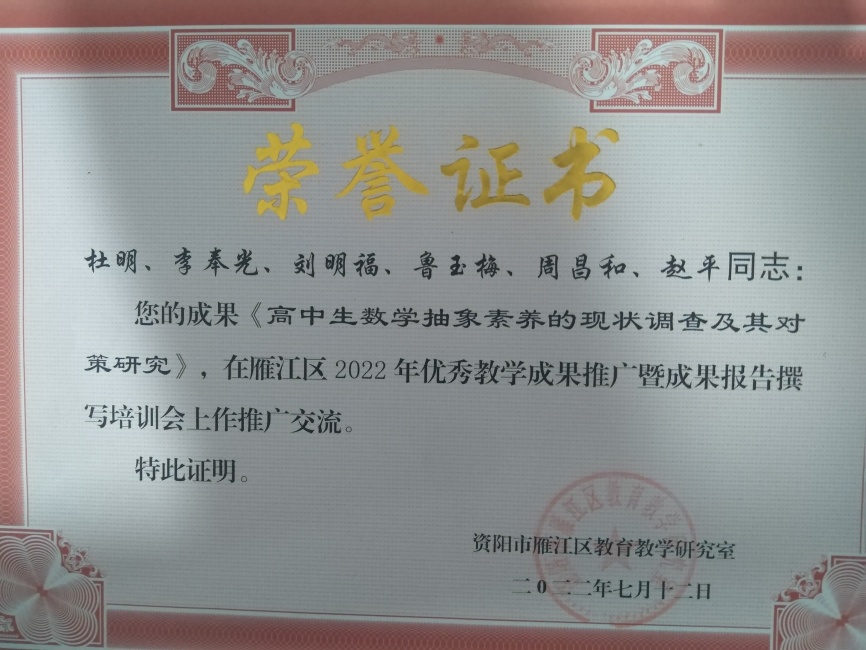 荣誉证书
杜明、李奉光、刘明福、鲁玉梅、周昌和、赵平同志：
您的成果《高中生数学抽象素养的现状调查及其对
策研究》，在雁江区2022年优秀教学成果推广暨成果报告撰
写培训会上作推广交流。
特此证明。
资阳市雁江区教育教学研究室
二0二二年七月十二日